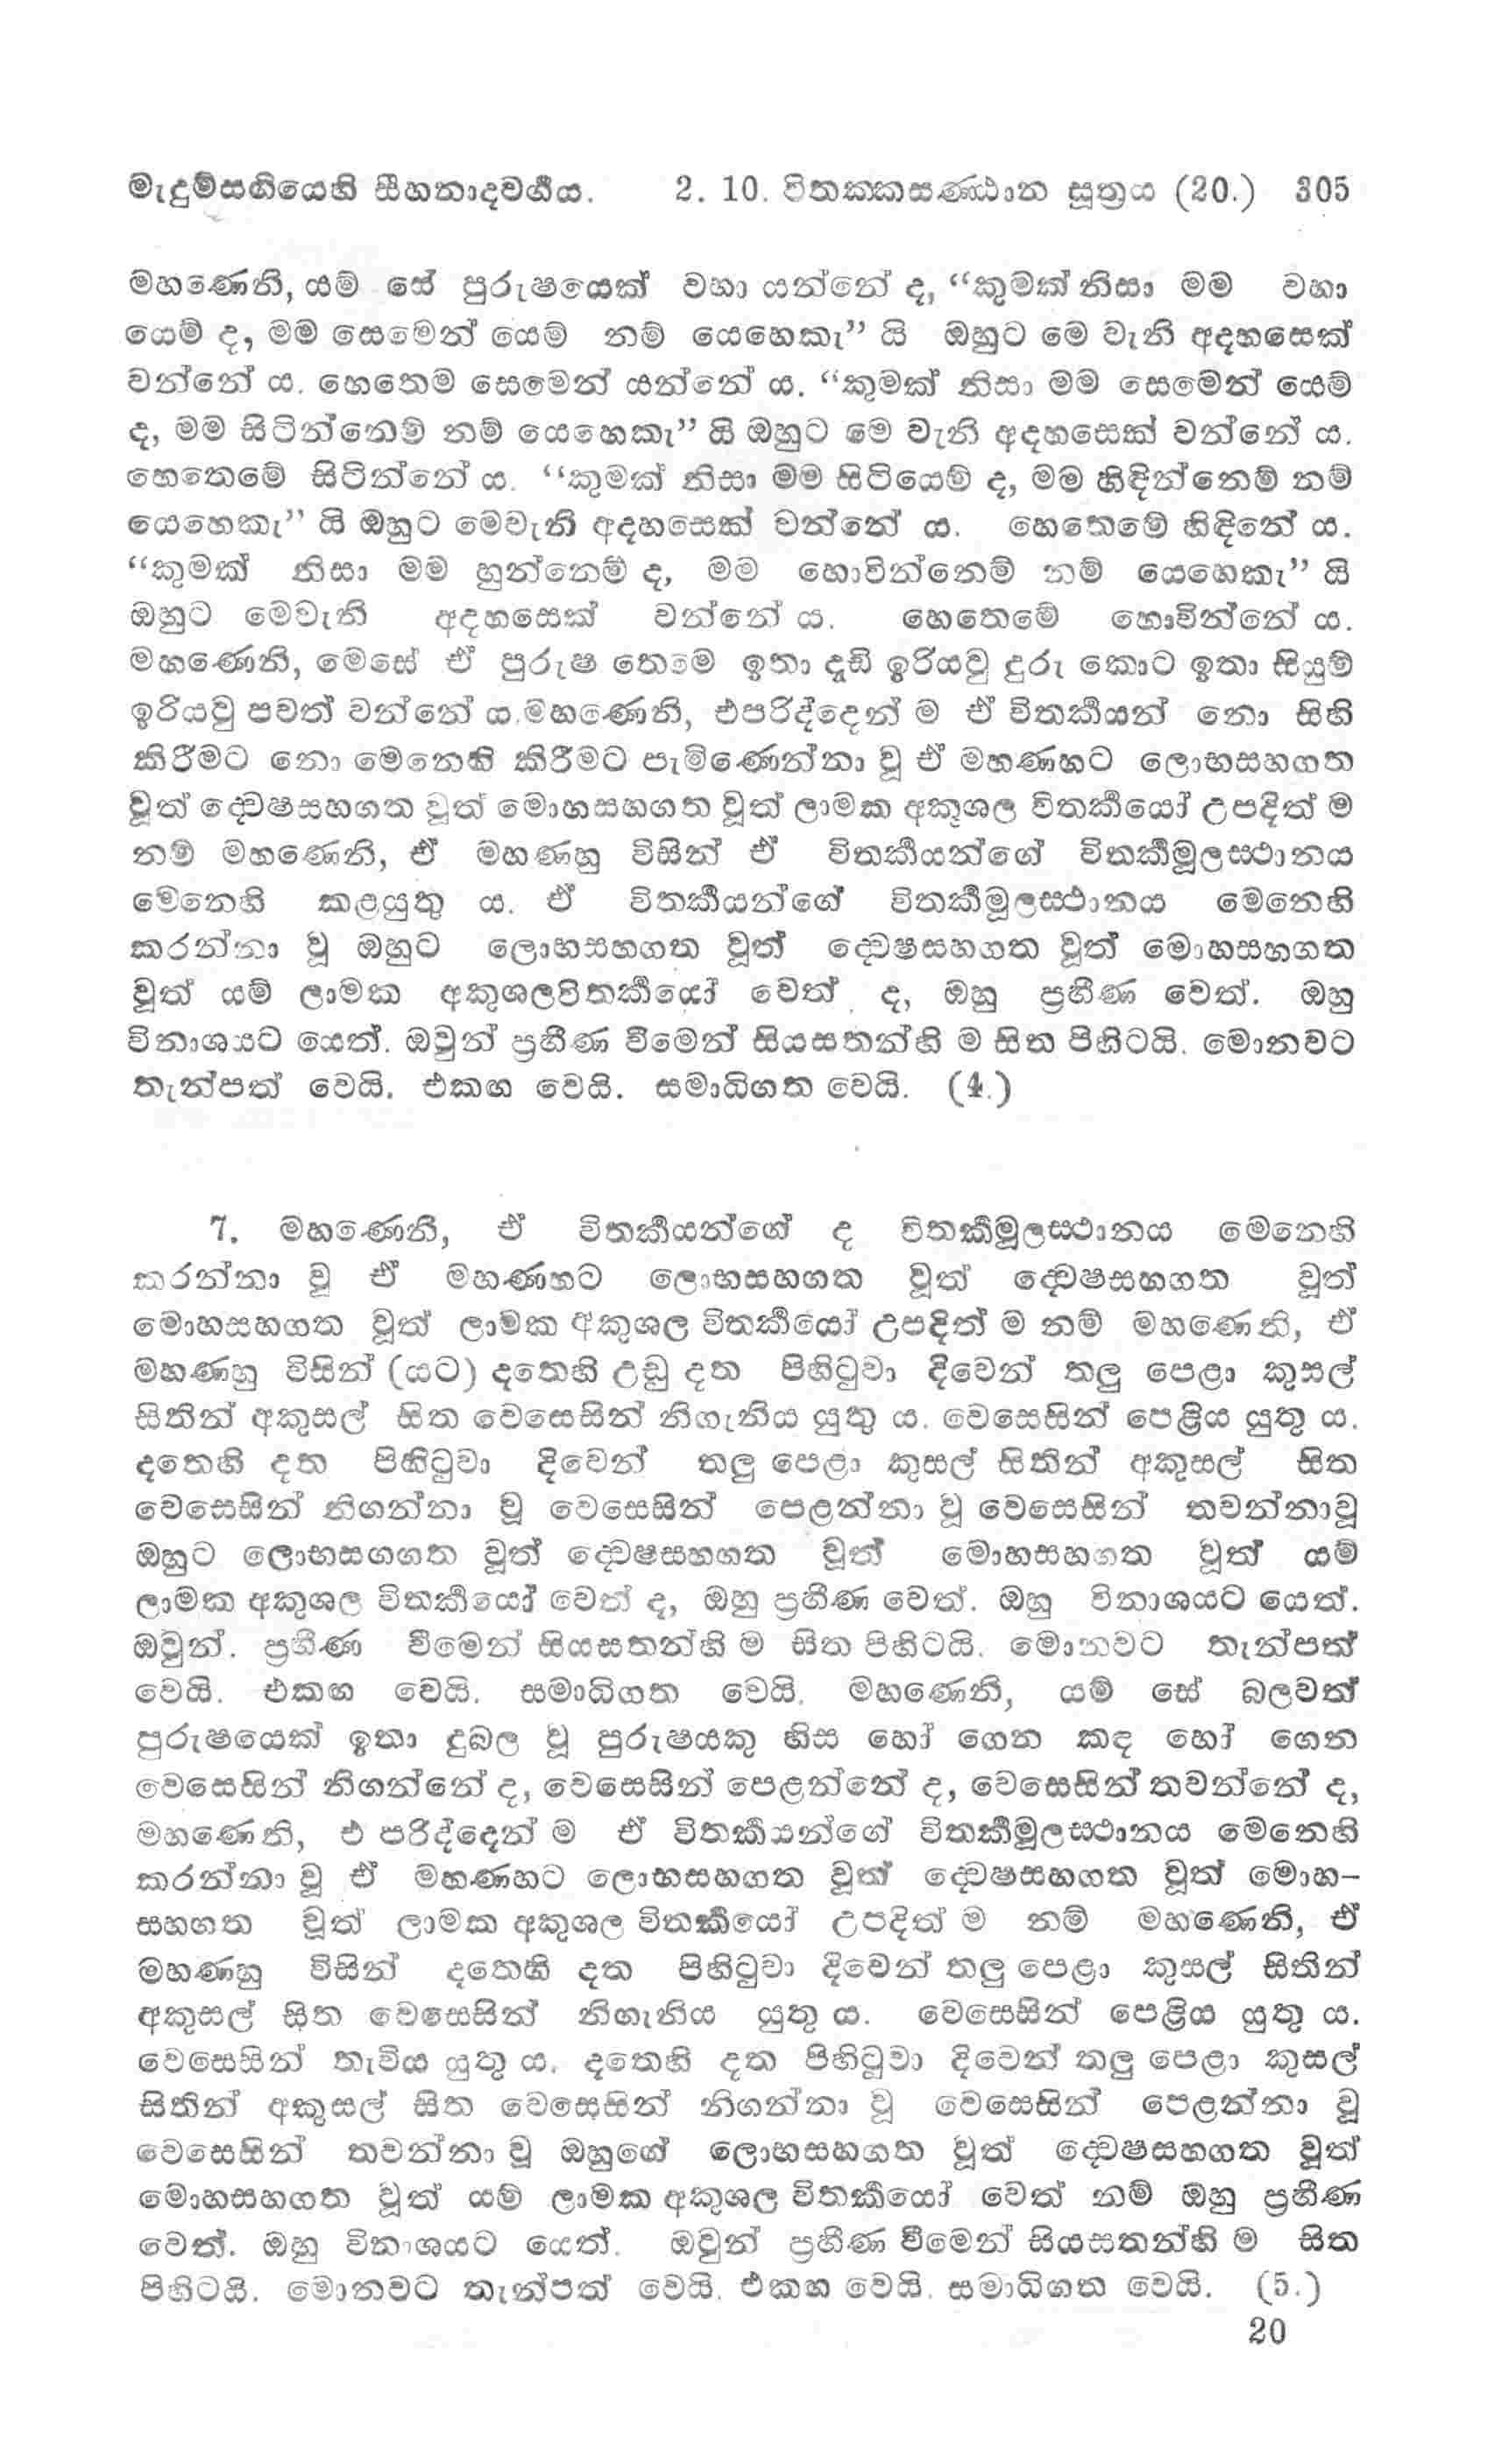 මැදුම්සඟියෙහි සීහනාදවර්‍ගය. 2. 10. විතක්කසණ්ඨාන සූත්‍රය (20.) 305
මහණෙනි, යම් සේ පුරුෂයෙක් වහා යන්නේ ද, “කුමක් නිසා මම වහා
යෙම් ද, මම සෙමෙන් යෙම් නම් යෙහෙකැ” යි ඔහුට මෙ වැනි අදහසෙක්
වන්නේ ය. හෙතෙම සෙමෙන් යන්නේ ය. “කුමක් නිසා මම සෙමෙන් යෙම්
ද, මම සිටින්නෙම් නම් යෙහෙකැ” යි ඔහුට මෙ වැනි අදහසෙක් වන්නේ ය.
හෙතෙමේ සිටින්නේ ය. “කුමක් නිසා මම සිටියෙම් ද, මම හිඳින්නෙම් නම්
යෙහෙකැ” යි ඔහුට මෙවැනි අදහසෙක් වන්නේ ය. හෙතෙමේ හිඳිනේ ය.
“කුමක් නිසා මම හුන්නෙම් ද, මම හොවින්නෙම් නම් යෙහෙකැ” යි
ඔහුට මෙවැනි අදහසෙක් වන්නේ ය. හෙතෙමේ හොවින්නේ ය.
මහණෙනි, මෙසේ ඒ පුරුෂ තෙමෙ ඉතා දැඩි ඉරියවු දුරු කොට ඉතා සියුම්
ඉරියවු පවත් වන්නේ ය.මහණෙනි, එපරිද්දෙන් ම ඒ විතර්‍කයන් නො සිහි
කිරීමට නො මෙනෙහි කිරීමට පැමිණෙන්නා වූ ඒ මහණහට ලොභසහගත
වූත් ද්වේෂසහගත වූත් මොහසහගත වූත් ලාමක අකුශල විතර්‍කයෝ උපදිත් ම
නම් මහණෙනි, ඒ මහණහු විසින් ඒ විතර්‍කයන්ගේ විතර්‍කමූලස්ථානය
මෙනෙහි කළයුතු ය. ඒ විතර්‍කයන්ගේ විතර්‍කමූලස්ථානය මෙනෙහි
කරන්නා වූ ඔහුට ලොභසහගත වූත් ද්වේෂසහගත වූත් මොහසහගත
වූත් යම් ලාමක අකුශලවිතර්‍කයෝ වෙත් ද, ඔහු ප්‍රහීණ වෙත්. ඔහු
විනාශයට යෙත්. ඔවුන් ප්‍රහීණ වීමෙන් සියසතන්හි ම සිත පිහිටයි. මොනවට
තැන්පත් වෙයි. එකඟ වෙයි. සමාධිගත වෙයි. (4.)
7. මහණෙනි, ඒ විතර්‍කයන්ගේ ද විතර්‍කමූලස්ථානය මෙනෙහි
කරන්නා වූ ඒ මහණහට ලොභසහගත වූත් ද්වේෂසහගත වූත්
මොහසහගත වූත් ලාමක අකුශල විතර්‍කයෝ උපදිත් ම නම් මහණෙනි, ඒ
මහණහු විසින් (යට) දතෙහි උඩු දත පිහිටුවා දිවෙන් තලු පෙළා කුසල්
සිතින් අකුසල් සිත වෙසෙසින් නිගැනිය යුතු ය. වෙසෙසින් පෙළිය යුතු ය.
දතෙහි දත පිහිටුවා දිවෙන් තලු පෙළා කුසල් සිතින් අකුසල් සිත
වෙසෙසින් නිගන්නා වූ වෙසෙසින් පෙළන්නා වූ වෙසෙසින් තවන්නාවූ
ඔහුට ලොභසගගත වූත් ද්වේෂසහගත වූත් මොහසහගත වූත් යම්
ලාමක අකුශල විතර්‍කයෝ වෙත් ද, ඔහු ප්‍රහීණ වෙත්. ඔහු විනාශයට යෙත්.
ඔවුන්. ප්‍රහීණ වීමෙන් සියසතන්හි ම සිත පිහිටයි. මොනවට තැන්පත්
වෙයි. එකඟ වෙයි. සමාධිගත වෙයි. මහණෙනි, යම් සේ බලවත්
පුරුෂයෙක් ඉතා දුබල වූ පුරුෂයකු හිස හෝ ගෙන කඳ හෝ ගෙන
වෙසෙසින් නිගන්නේ ද, වෙසෙසින් පෙළන්නේ ද, වෙසෙසින් තවන්නේ ද,
මහණෙනි, එ පරිද්දෙන් ම ඒ විතර්‍කයන්ගේ විතර්‍කමූලස්ථානය මෙනෙහි
කරන්නා වූ ඒ මහණහට ලොභසහගත වූත් ද්වේෂසහගත වූත් මොහ-
සහගත වූත් ලාමක අකුශල විතර්‍කයෝ උපදිත් ම නම් මහණෙනි, ඒ
මහණහු විසින් දතෙහි දත පිහිටුවා දිවෙන් තලු පෙළා කුසල් සිතින්
අකුසල් සිත වෙසෙසින් නිඟැනිය යුතු ය. වෙසෙසින් පෙළිය යුතු ය.
වෙසෙසින් තැවිය යුතු ය. දතෙහි දත පිහිටුවා දිවෙන් තලු පෙළා කුසල්
සිතින් අකුසල් සිත වෙසෙසින් නිගන්නා වූ වෙසෙසින් පෙළන්නා වූ
වෙසෙසින් තවන්නා වූ ඔහුගේ ලොභසහගත වූත් ද්වේෂසහගත වූත්
මොහසහගත වූත් යම් ලාමක අකුශල විතර්‍කයෝ වෙත් නම් ඔහු ප්‍රහීණ
වෙත්. ඔහු විනාශයට යෙත්. ඔවුන් ප්‍රහීණ වීමෙන් සියසතන්හි ම සිත
පිහිටයි. මොනවට තැන්පත් වෙයි. එකඟ වෙයි. සමාධිගත වෙයි. (5.)
20